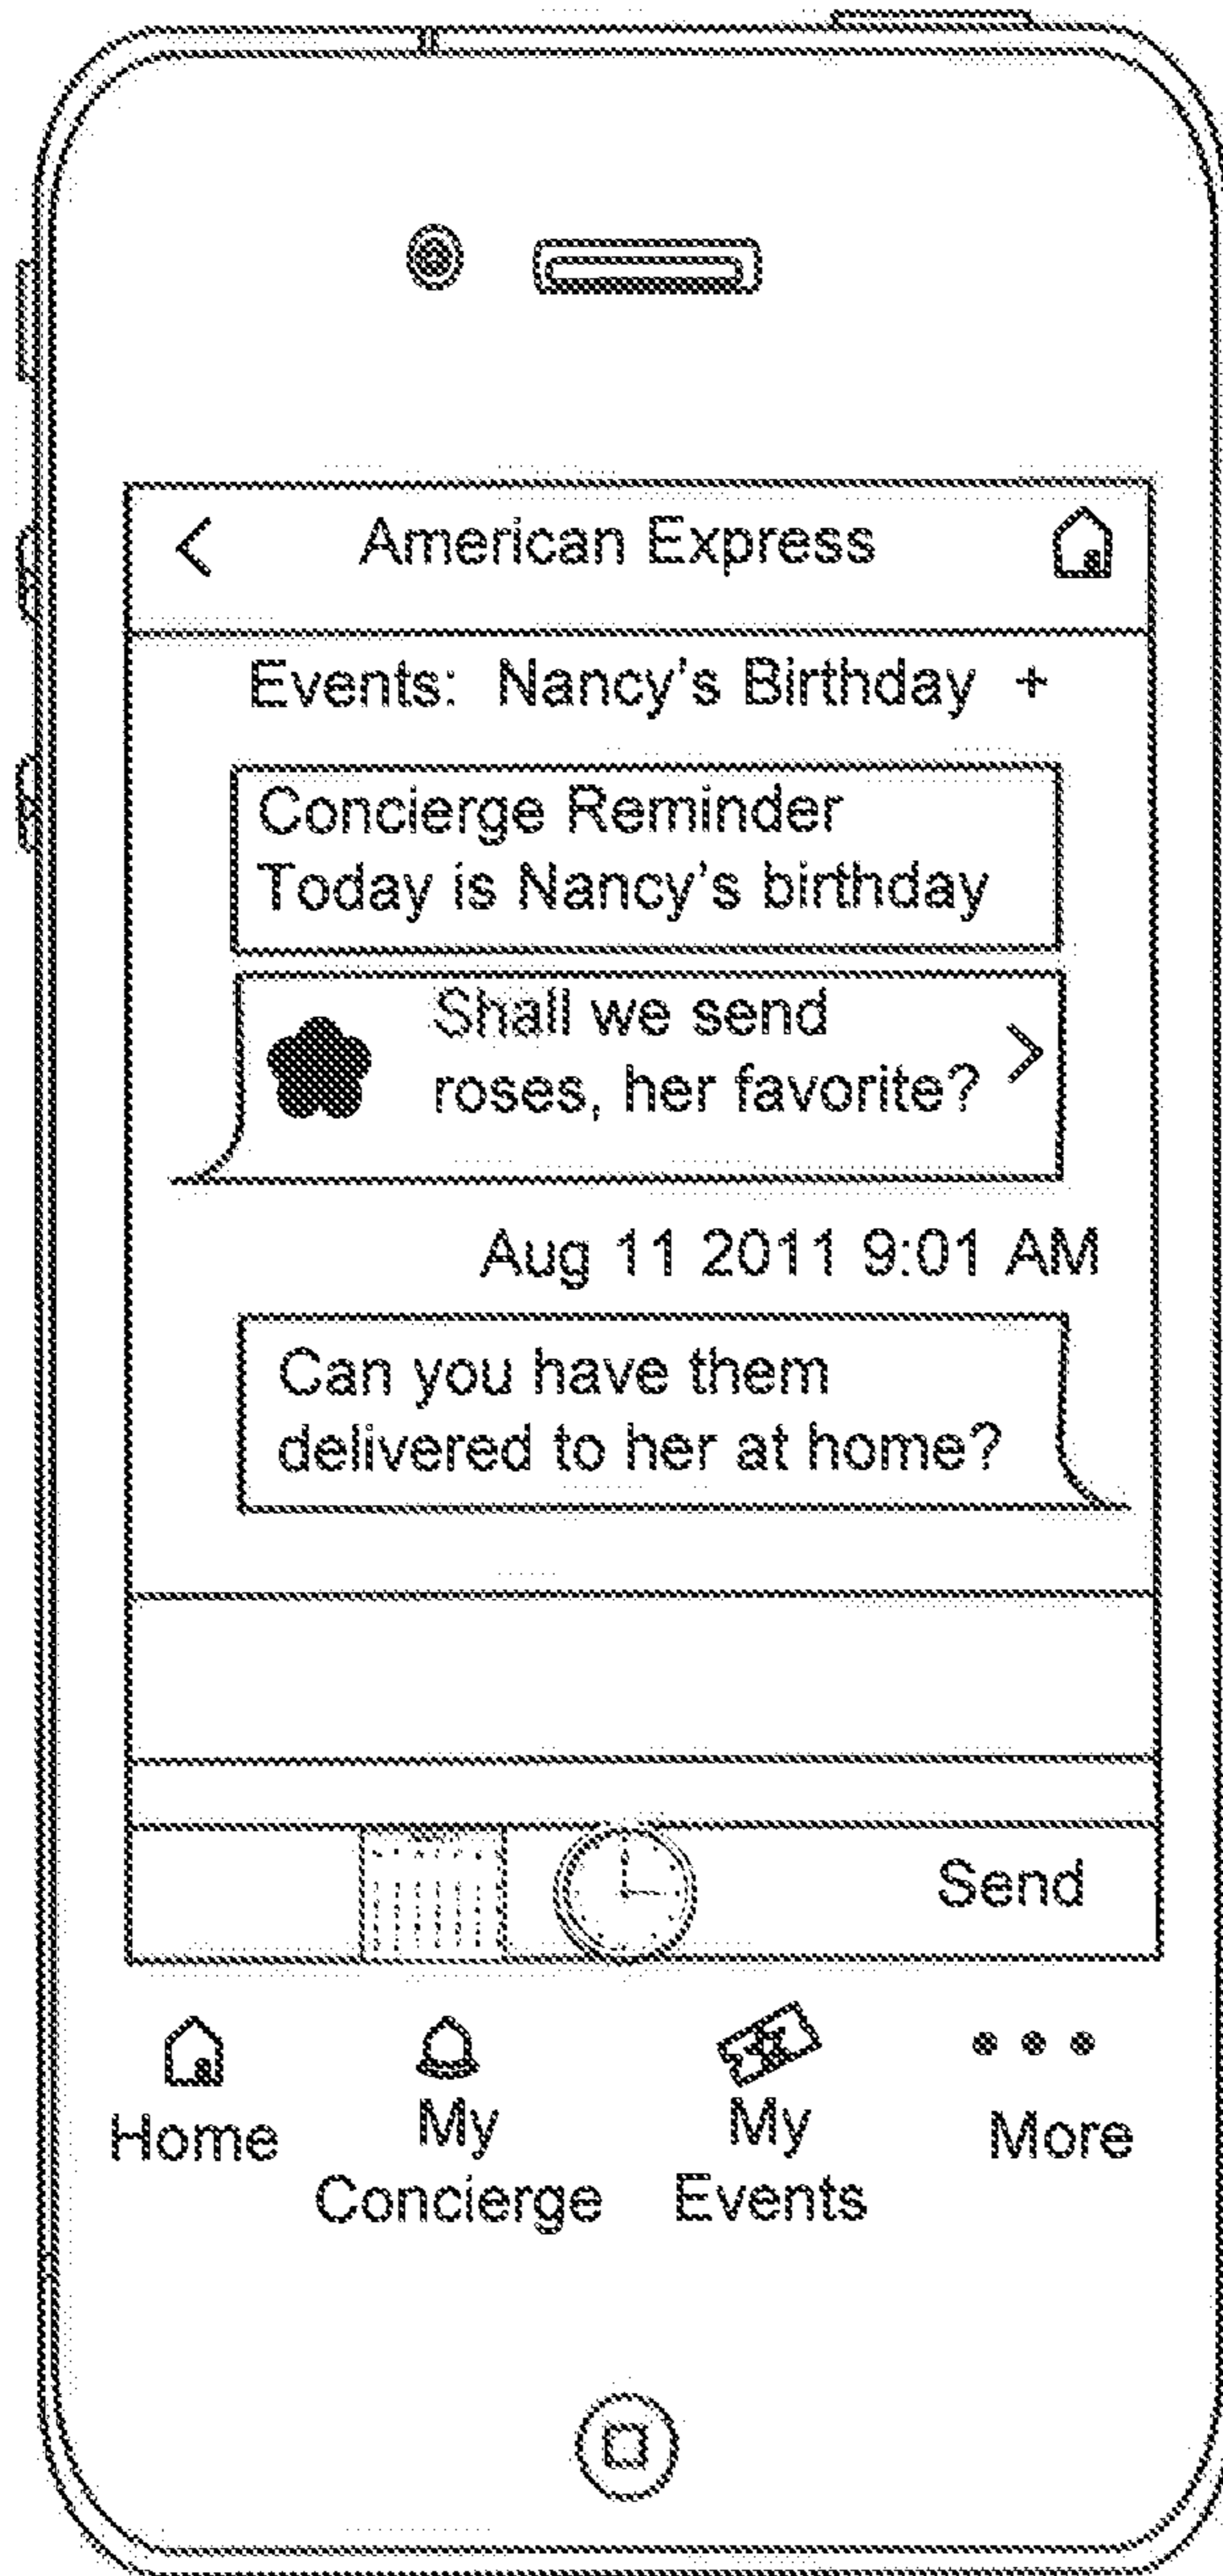 American Express
Events: Nancy's Birthday +
Concierge Reminder
Today is Nancy's birthday
Shall we send
roses, her favorite?
Aug 11 2011 9:01 AM
Can you have them
delivered to her at home?
Send
Home
My
Concierge
My
Events
More